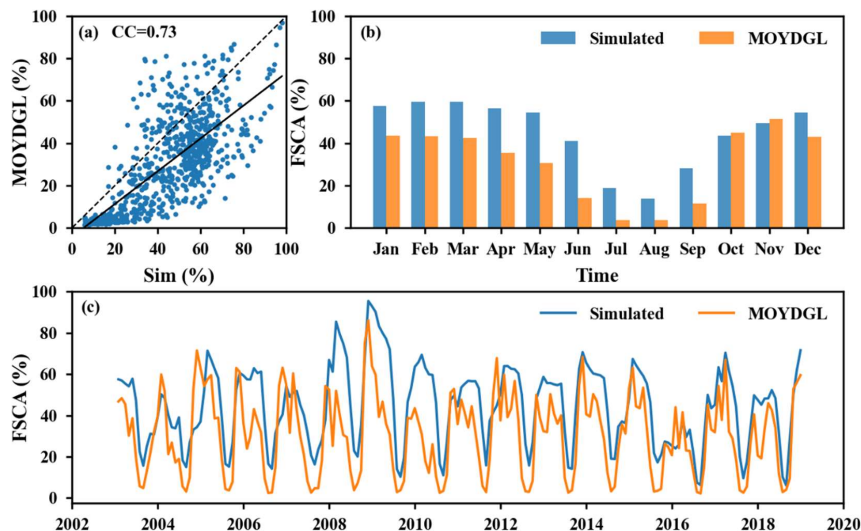 (a) CC=0.73
MOYDGL (%)
100
80
60
40
20
0
0 20 40 60 80 100
Sim (%)
(b)
Simulated MOYDGL
FSCA (%)
100
80
60
40
20
0
Jan Feb Mar Apr May Jun Jul Aug Sep Oct Nov Dec
Time
(c)
Simulated MOYDGL
FSCA (%)
100
80
60
40
20
0
2002 2004 2006 2008 2010 2012 2014 2016 2018 2020